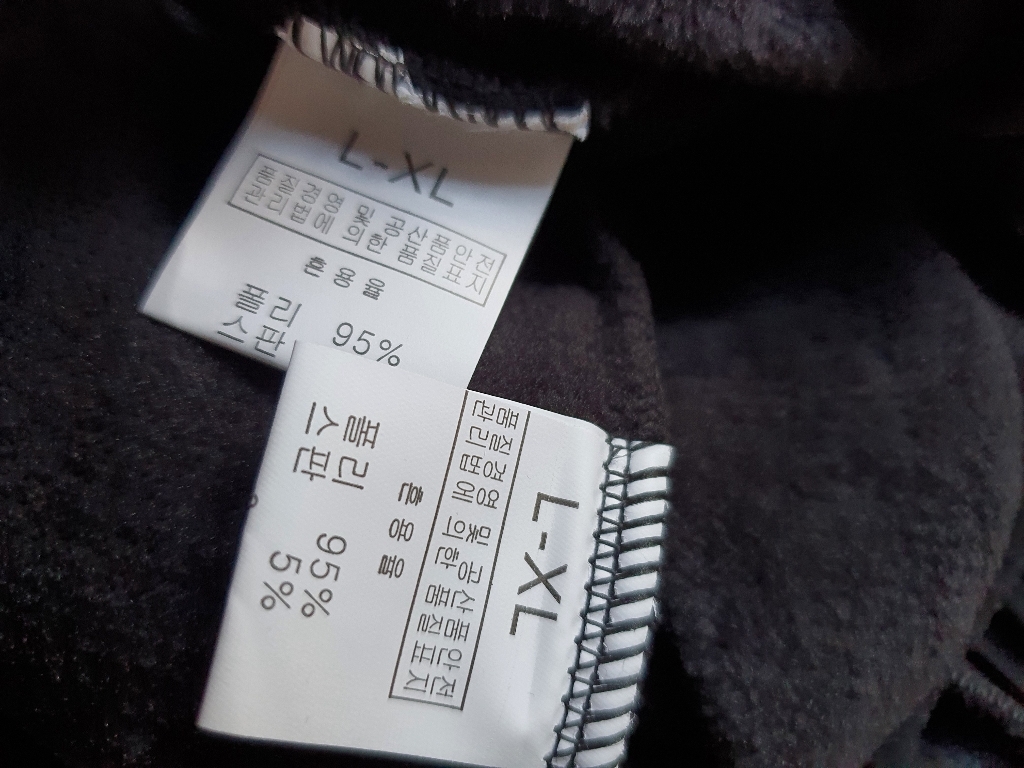 L-XL
품질경영 및 공산품안전
관리법에 의한 품질표지
혼용율
폴리 95%
스판
L-XL
품질경영 및 공산품안전
관리법에 의한 품질표지
혼용율
폴리 95%
스판 5%